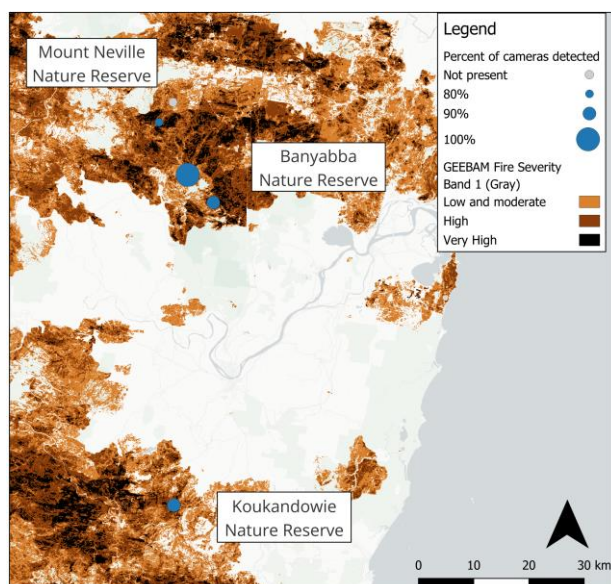 Mount Neville
Nature Reserve
Banyabba
Nature Reserve
Koukandowie
Nature Reserve
Legend
Percent of cameras detected
Not present
80%
90%
100%
GEEBAM Fire Severity
Band 1 (Gray)
Low and moderate
High
Very High
0 10 20 30 km